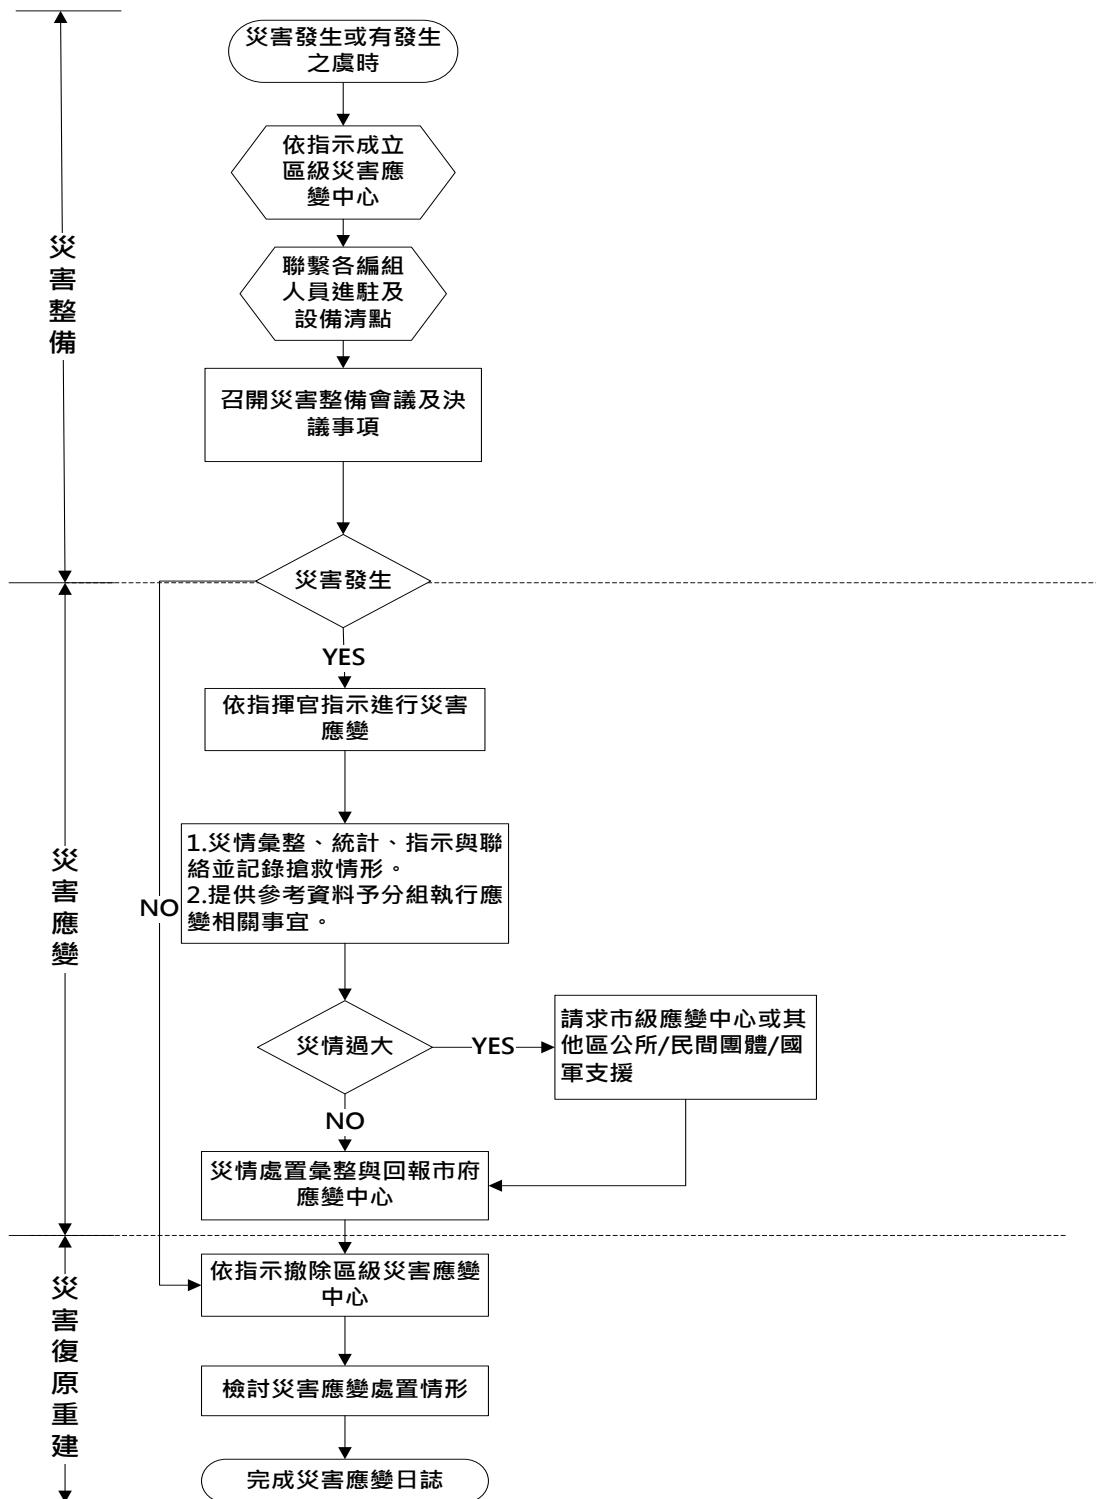 災害發生或有發生
之虞時
依指示成立
區級災害應
變中心
聯繫各編組
人員進駐及
設備清點
災害整備
召開災害整備會議及決
議事項
災害發生
YES
依指揮官指示進行災害
應變
1.災情彙整、統計、指示與聯
絡並記錄搶救情形。
2.提供參考資料予分組執行應
變相關事宜。
災害應變
NO
災情過大
YES
請求市級應變中心或其
他區公所/民間團體/國
軍支援
NO
災情處置彙整與回報市府
應變中心
依指示撤除區級災害應變
中心
災害復原重建
檢討災害應變處置情形
完成災害應變日誌